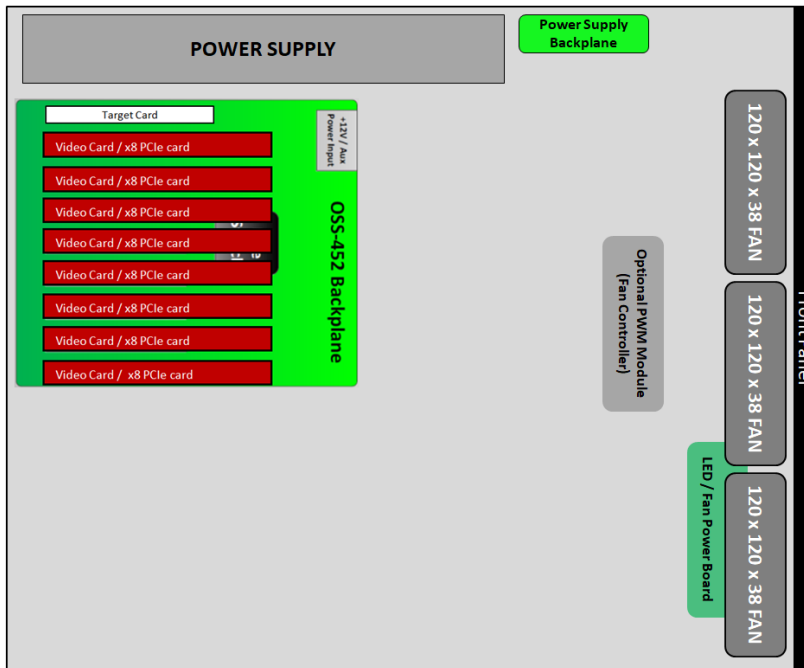 POWER SUPPLY
Power Supply
Backplane
Target Card
+12V / Aux
Power Input
Video Card / x8 PCIe card
Video Card / x8 PCIe card
Video Card / x8 PCIe card
Video Card / x8 PCIe card
Video Card / x8 PCIe card
Video Card / x8 PCIe card
Video Card / x8 PCIe card
Video Card /  x8 PCIe card
OSS-452 Backplane
Optional PWM Module
(Fan Controller)
LED / Fan Power Board
120 x 120 x 38 FAN
120 x 120 x 38 FAN
120 x 120 x 38 FAN